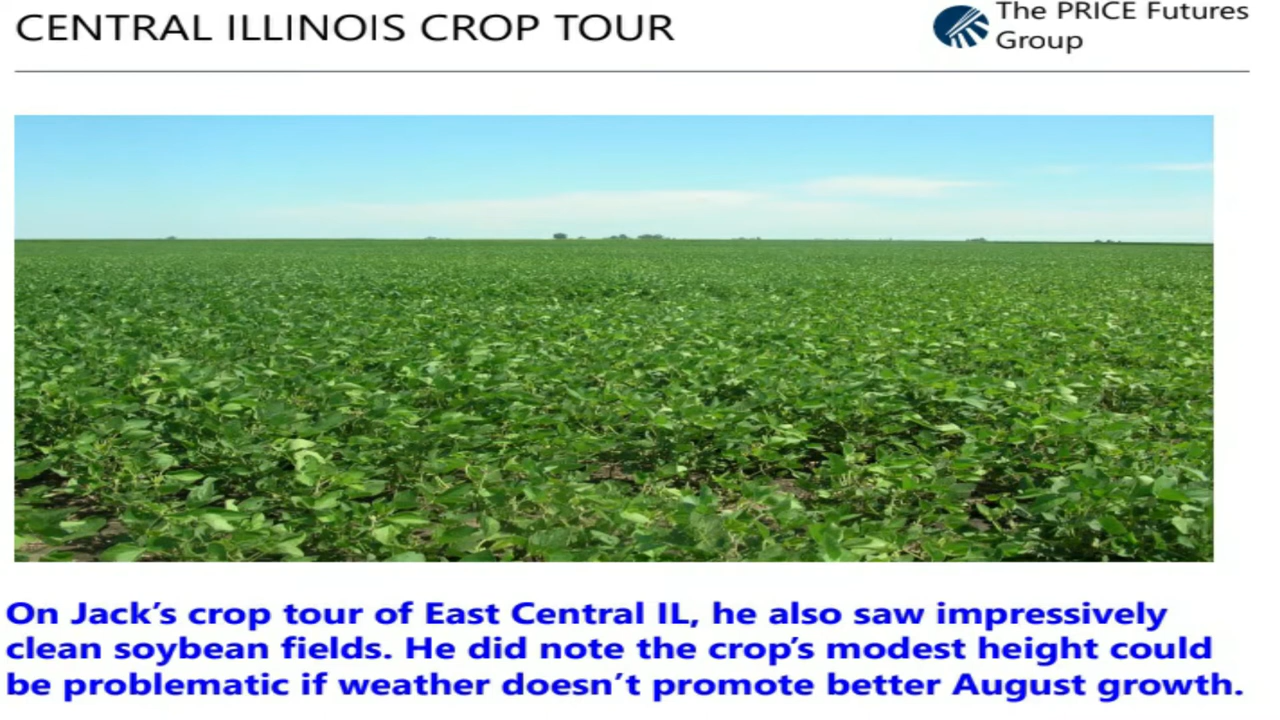 CENTRAL ILLINOIS CROP TOUR
The PRICE Futures
Group
On Jack’s crop tour of East Central IL, he also saw impressively
clean soybean fields. He did note the crop’s modest height could
be problematic if weather doesn’t promote better August growth.